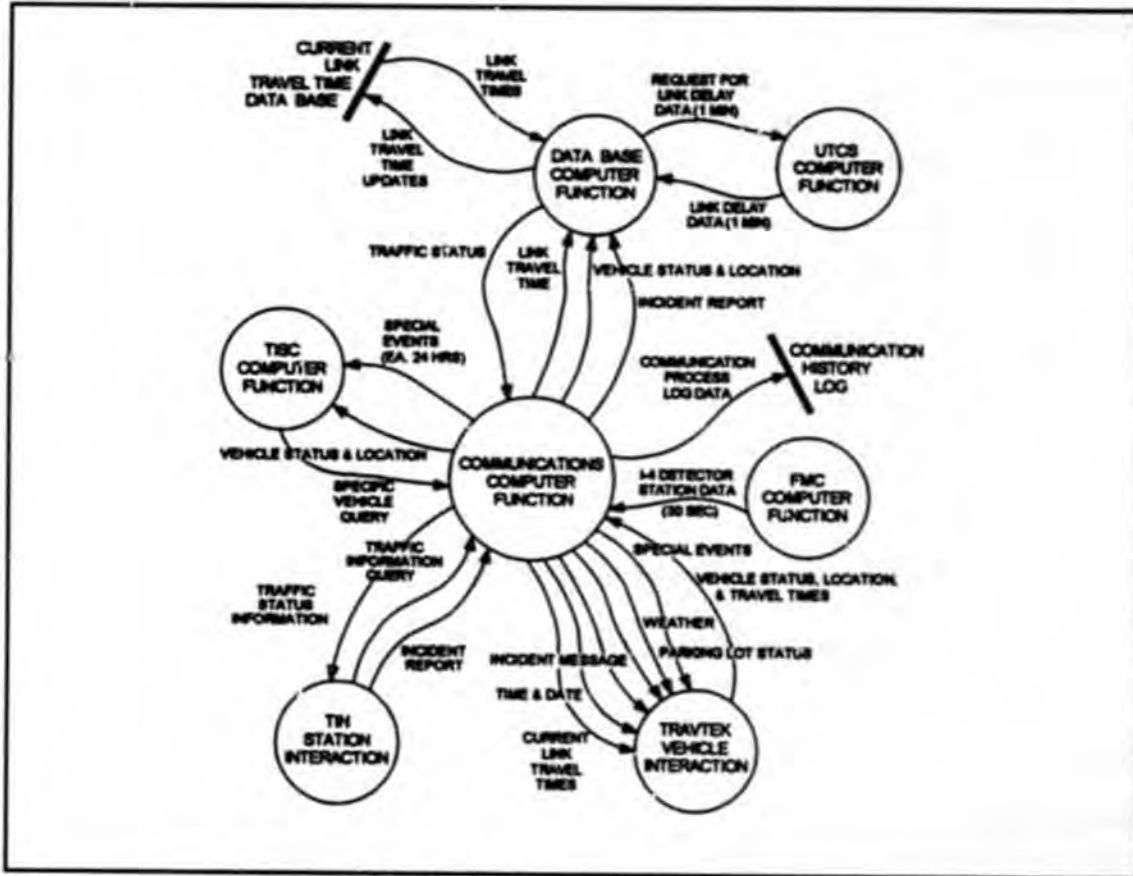 CURRENT
LINK
TRAVEL TIME
DATA BASE
LINK
TRAVEL
TIMES
LINK
TRAVEL
TIME
UPDATES
REQUEST FOR
LINK DELAY
DATA (1 MIN)
DATA BASE
COMPUTER
FUNCTION
UTCS
COMPUTER
FUNCTION
LINK DELAY
DATA (1 MIN)
TRAFFIC STATUS
LINK
TRAVEL
TIME
VEHICLE STATUS & LOCATION
INCIDENT REPORT
TISC
COMPUTER
FUNCTION
SPECIAL
EVENTS
(EA. 24 HRS)
COMMUNICATION
PROCESS
LOG DATA
COMMUNICATION
HISTORY
LOG
VEHICLE STATUS & LOCATION
SPECIFIC
VEHICLE
QUERY
COMMUNICATIONS
COMPUTER
FUNCTION
I-4 DETECTOR
STATION DATA
(30 SEC)
FMC
COMPUTER
FUNCTION
TRAFFIC
INFORMATION
QUERY
SPECIAL EVENTS
VEHICLE STATUS, LOCATION,
& TRAVEL TIMES
TRAFFIC
STATUS
INFORMATION
WEATHER
INCIDENT
REPORT
INCIDENT MESSAGE
PARKING LOT STATUS
TIME & DATE
TIN
STATION
INTERACTION
CURRENT
LINK
TRAVEL
TIMES
TRAVTEK
VEHICLE
INTERACTION